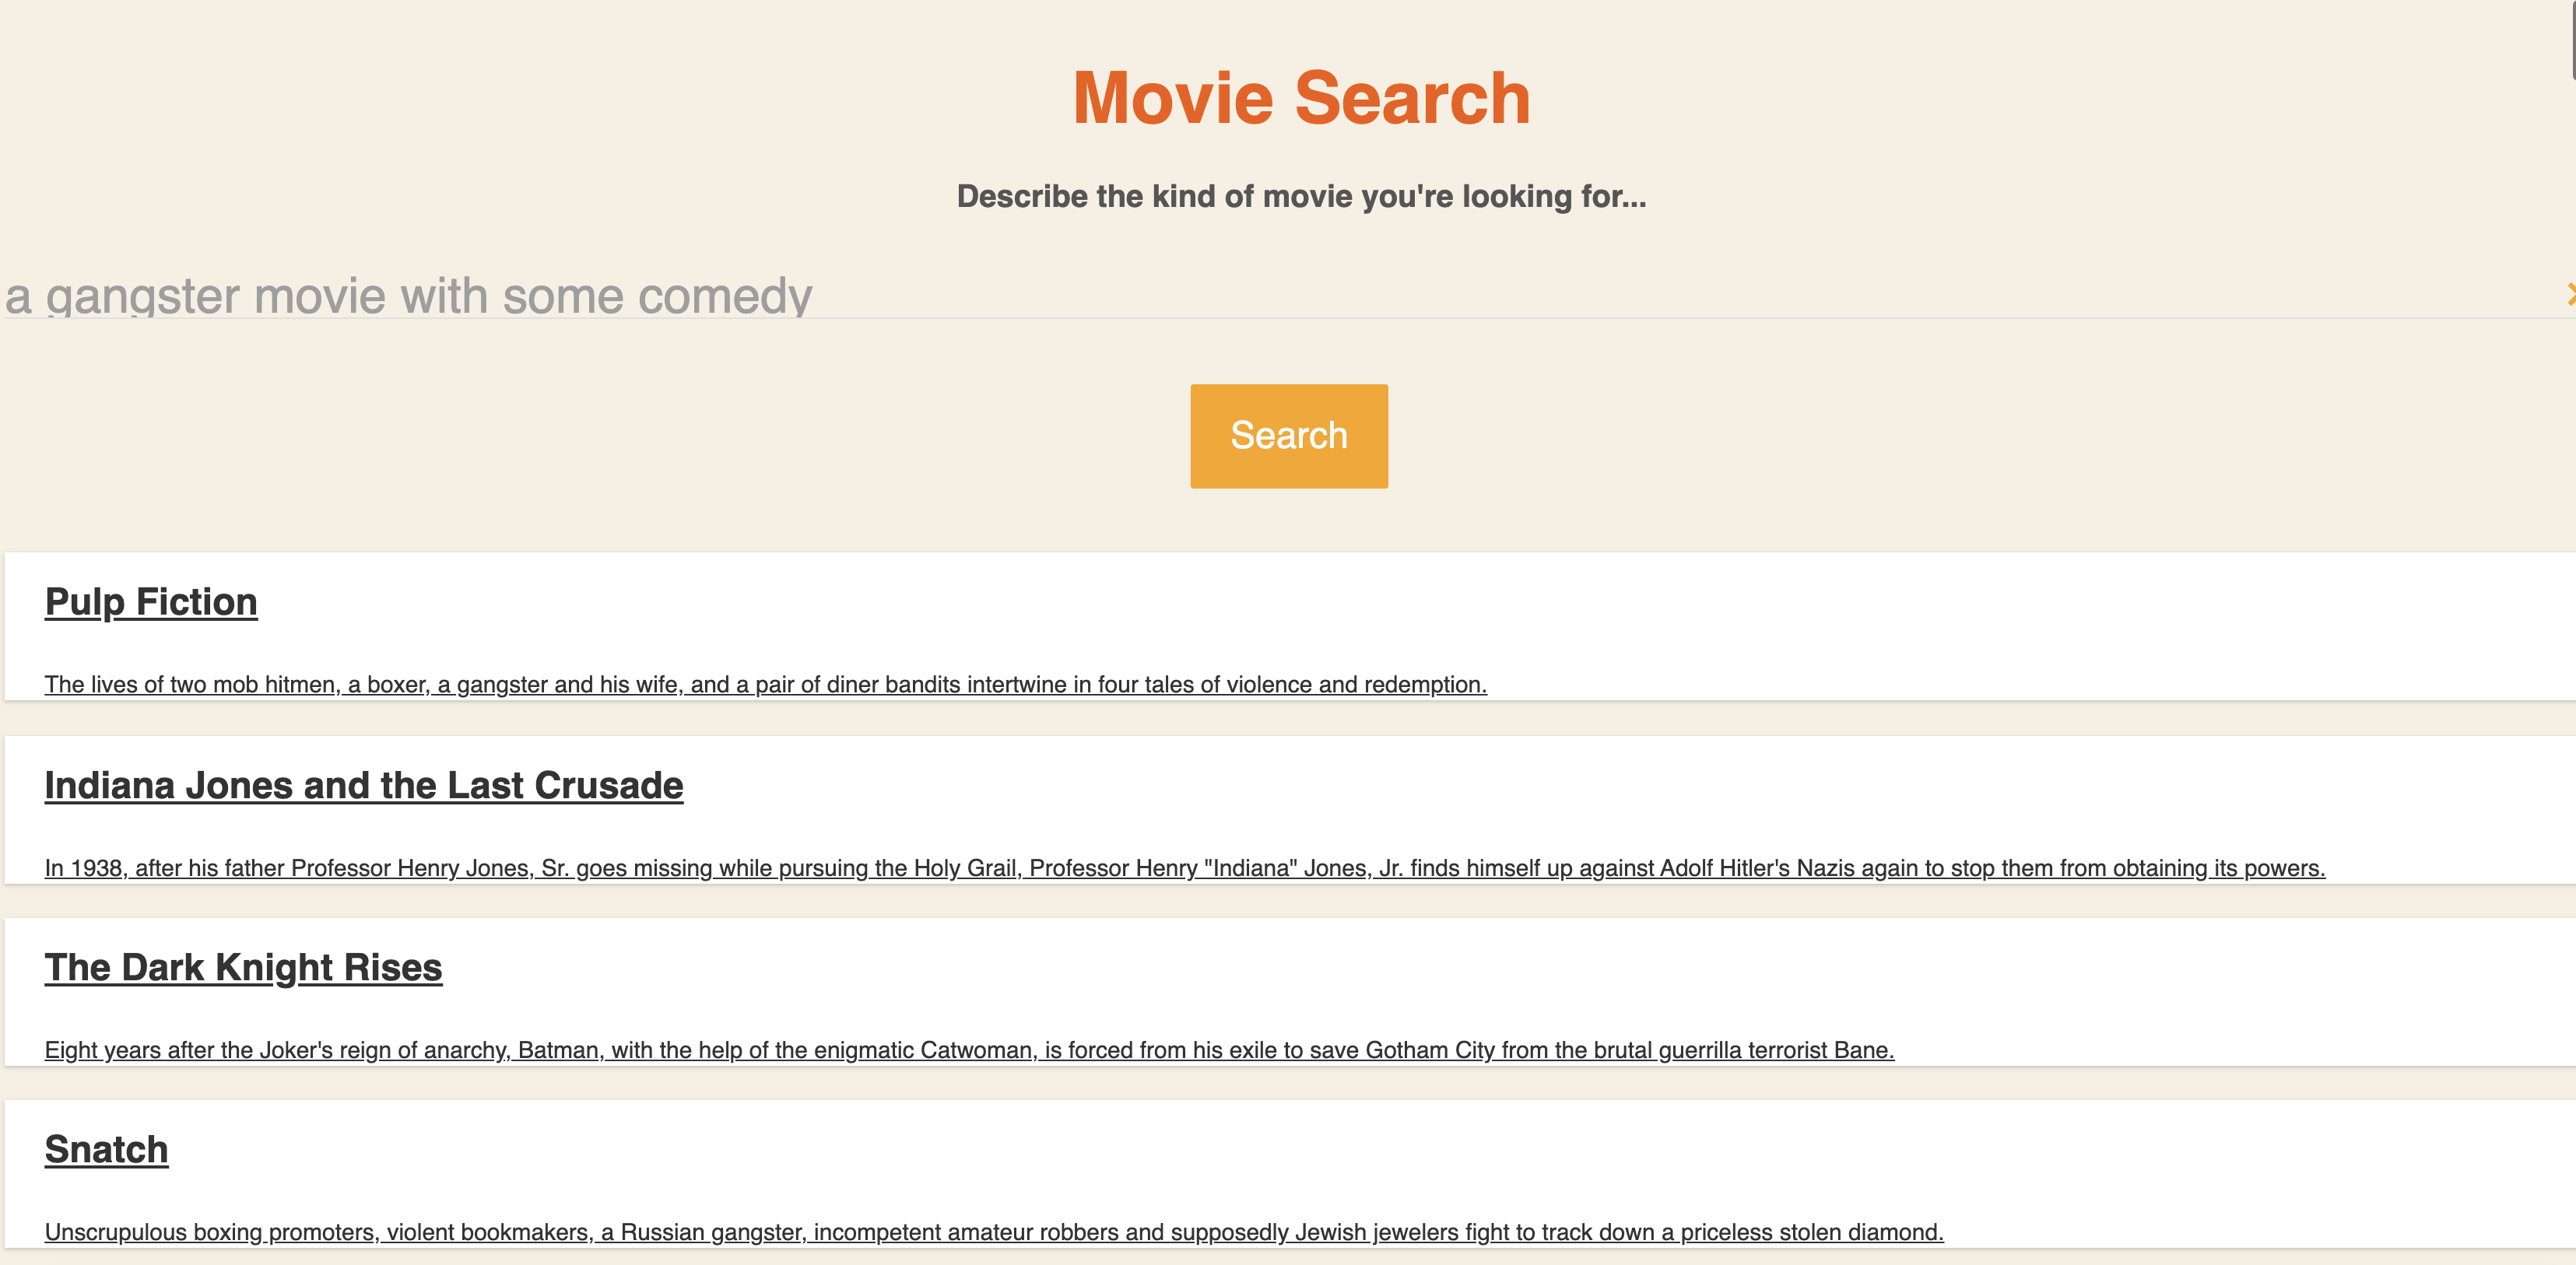 Movie Search
Describe the kind of movie you're looking for...
a gangster movie with some comedy
Search
Pulp Fiction
The lives of two mob hitmen, a boxer, a gangster and his wife, and a pair of diner bandits intertwine in four tales of violence and redemption.
Indiana Jones and the Last Crusade
In 1938, after his father Professor Henry Jones, Sr. goes missing while pursuing the Holy Grail, Professor Henry "Indiana" Jones, Jr. finds himself up against Adolf Hitler's Nazis again to stop them from obtaining its powers.
The Dark Knight Rises
Eight years after the Joker's reign of anarchy, Batman, with the help of the enigmatic Catwoman, is forced from his exile to save Gotham City from the brutal guerrilla terrorist Bane.
Snatch
Unscrupulous boxing promoters, violent bookmakers, a Russian gangster, incompetent amateur robbers and supposedly Jewish jewelers fight to track down a priceless stolen diamond.